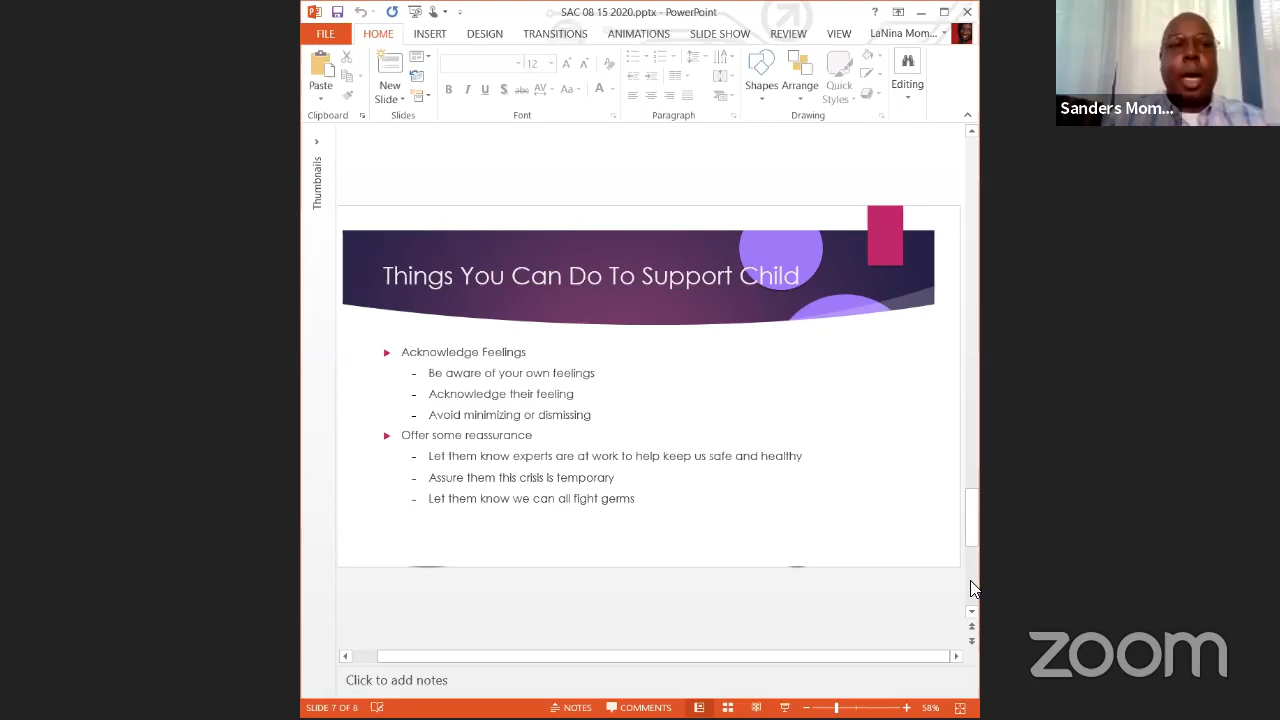 SAC 08 15 2020.pptx - PowerPoint
?
FILE HOME INSERT DESIGN TRANSITIONS ANIMATIONS SLIDE SHOW REVIEW VIEW LaNina Mom...
Paste
New
Slide
12
B I U S abc AV Aa A
Shapes
Arrange
Quick
Styles
Editing
Clipboard Slides Font Paragraph Drawing
Thumbnails
Things You Can Do To Support Child
Acknowledge Feelings
- Be aware of your own feelings
- Acknowledge their feeling
- Avoid minimizing or dismissing
Offer some reassurance
- Let them know experts are at work to help keep us safe and healthy
- Assure them this crisis is temporary
- Let them know we can all fight germs
Click to add notes
SLIDE 7 OF 8 NOTES COMMENTS 58%
Sanders Mom...
zoom